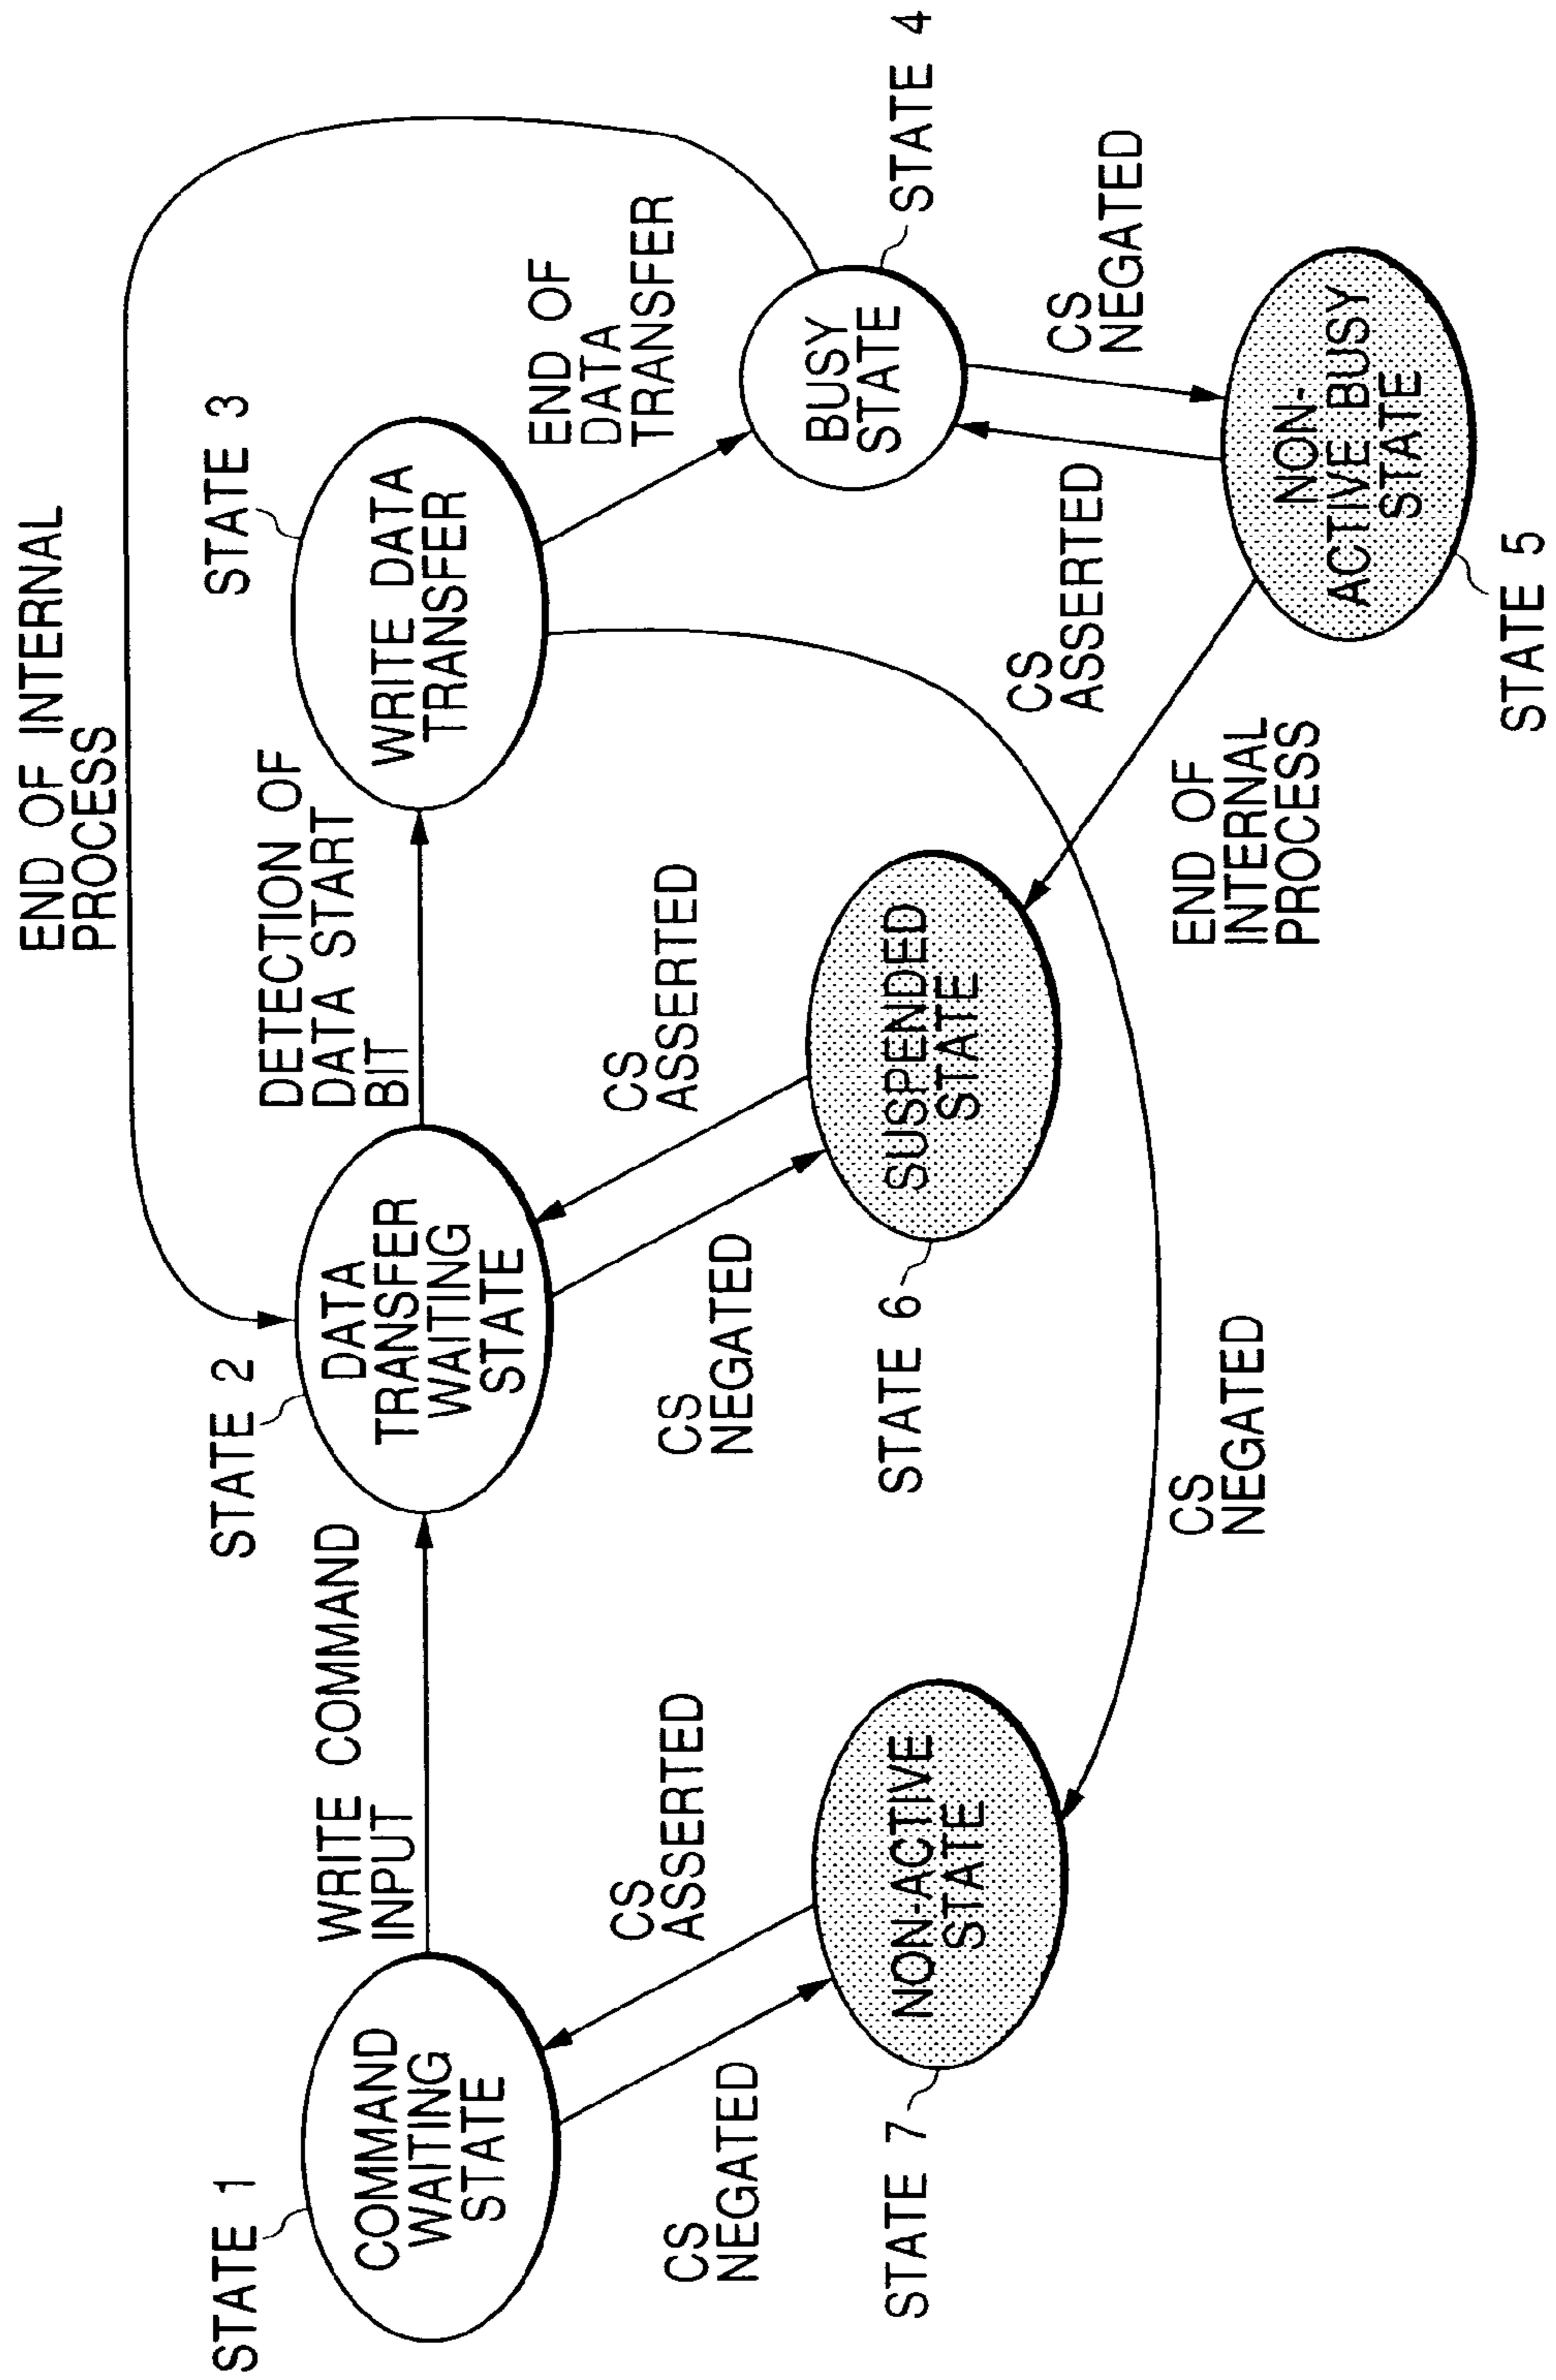 END OF INTERNAL
PROCESS
STATE 1
COMMAND
WAITING
STATE
WRITE COMMAND
INPUT
STATE 2
DATA
TRANSFER
WAITING
STATE
DETECTION OF
DATA START
BIT
STATE 3
WRITE DATA
TRANSFER
END OF
DATA
TRANSFER
STATE 4
BUSY
STATE
CS
NEGATED
CS
ASSERTED
STATE 7
NON-ACTIVE
STATE
CS
NEGATED
CS
ASSERTED
STATE 6
SUSPENDED
STATE
CS
ASSERTED
CS
NEGATED
NON-
ACTIVE BUSY
STATE
STATE 5
END OF
INTERNAL
PROCESS
CS
NEGATED